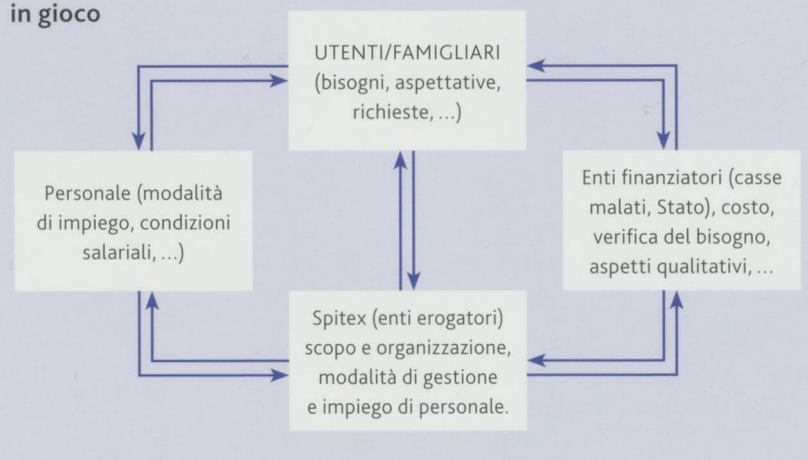 in gioco
UTENTI/FAMIGLIARI
(bisogni, aspettative,
richieste, ...)
Personale (modalità
di impiego, condizioni
salariali, ...)
Enti finanziatori (casse
malati, Stato), costo,
verifica del bisogno,
aspetti qualitativi, ...
Spitex (enti erogatori)
scopo e organizzazione,
modalità di gestione
e impiego di personale.